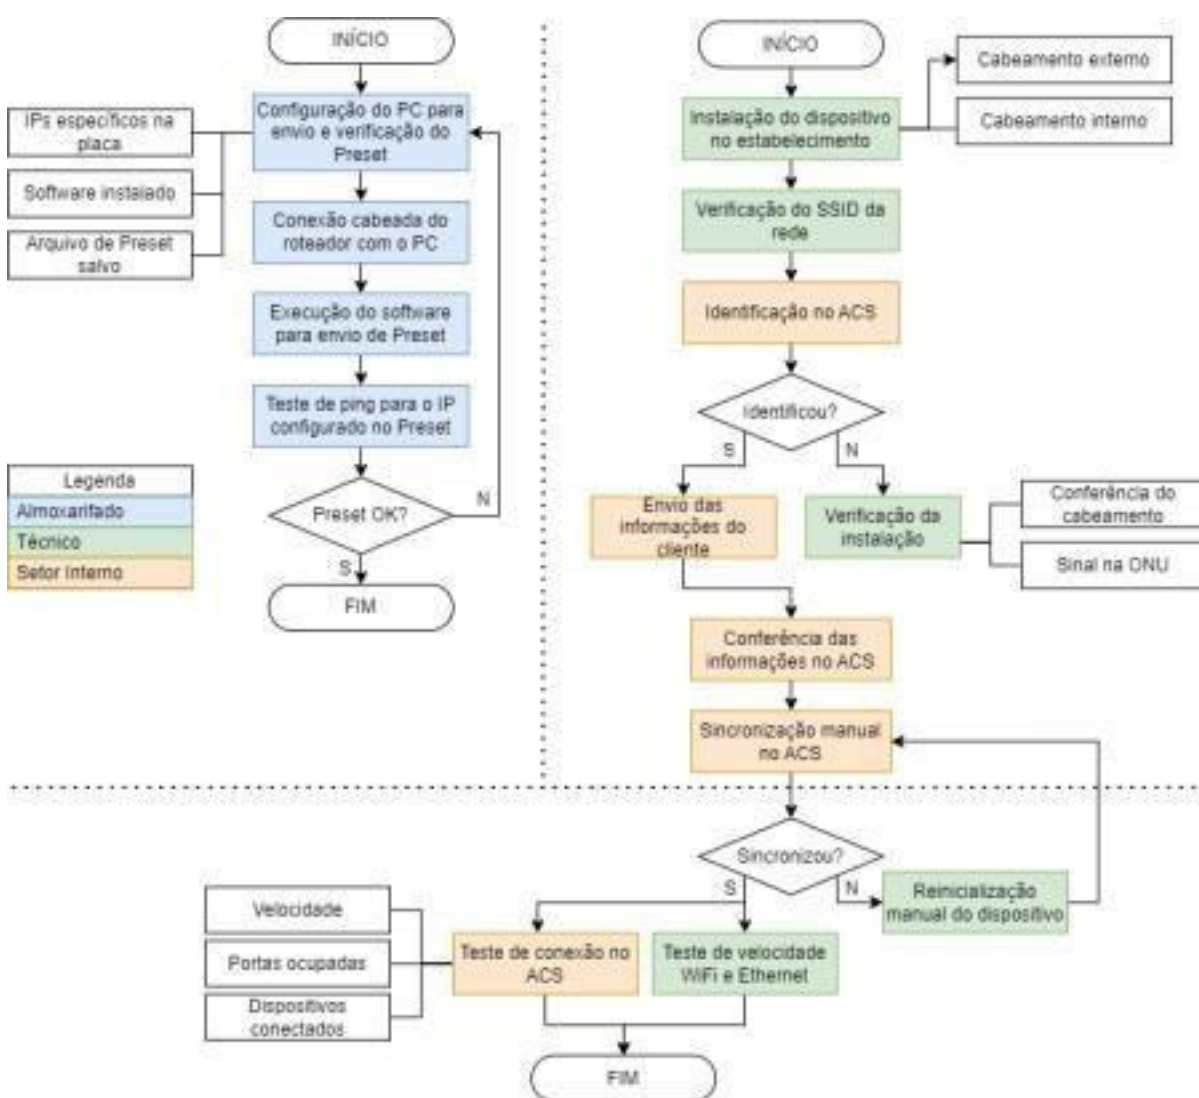 INÍCIO
Configuração do PC para
envio e verificação do
Preset
IPs específicos na
placa
Software instalado
Arquivo de Preset
salvo
Conexão cabeada do
roteador com o PC
Execução do software
para envio de Preset
Teste de ping para o IP
configurado no Preset
Preset OK?
N
S
FIM
Legenda
Almoxarifado
Técnico
Setor Interno
INÍCIO
Instalação do dispositivo
no estabelecimento
Cabeamento externo
Cabeamento interno
Verificação do SSID da
rede
Identificação no ACS
Identificou?
S
N
Envio das
informações do
cliente
Verificação da
instalação
Conferência do
cabeamento
Sinal na ONU
Conferência das
informações no ACS
Sincronização manual
no ACS
Sincronizou?
S
N
Reinicialização
manual do dispositivo
Velocidade
Portas ocupadas
Dispositivos
conectados
Teste de conexão no
ACS
Teste de velocidade
WiFi e Ethernet
FIM